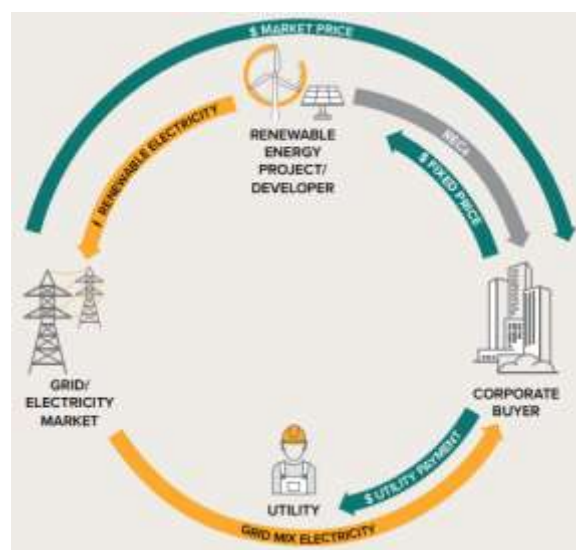 $ MARKET PRICE
RENEWABLE ELECTRICITY
RENEWABLE
ENERGY
PROJECT/
DEVELOPER
RECs
$ FIXED PRICE
GRID/
ELECTRICITY
MARKET
CORPORATE
BUYER
$ UTILITY PAYMENT
UTILITY
GRID MIX ELECTRICITY